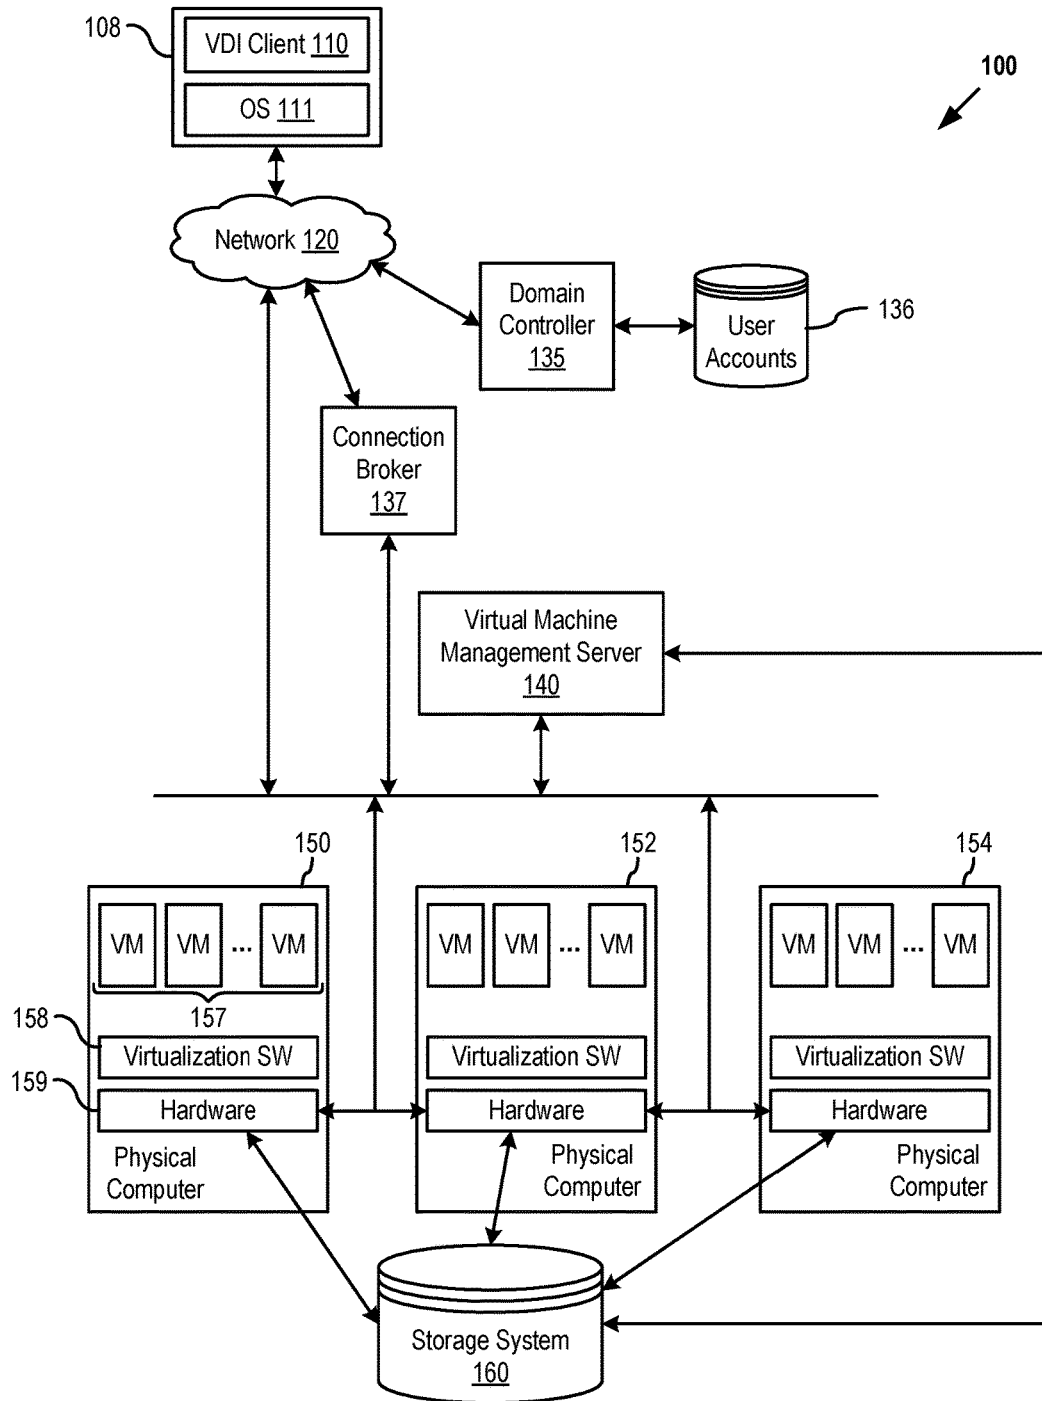 108
VDI Client 110
OS 111
100
Network 120
Domain
Controller
135
User
Accounts
136
Connection
Broker
137
Virtual Machine
Management Server
140
150
152
154
VM VM ... VM
VM VM ... VM
VM VM ... VM
157
158
Virtualization SW
Virtualization SW
Virtualization SW
159
Hardware
Hardware
Hardware
Physical
Computer
Physical
Computer
Physical
Computer
Storage System
160